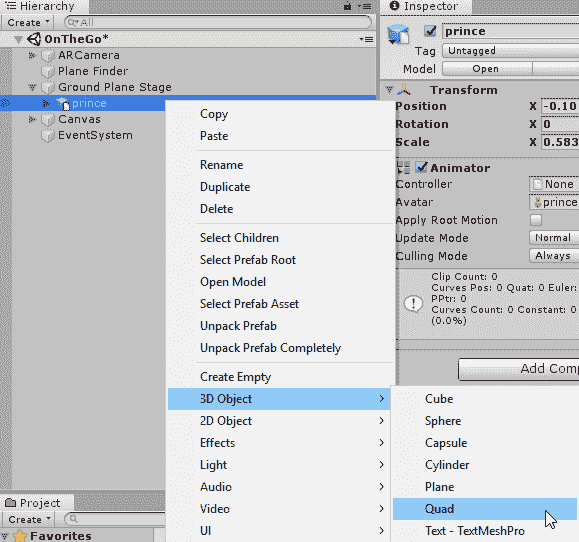 Hierarchy
Create
All
OnTheGo*
ARCamera
Plane Finder
Ground Plane Stage
prince
Canvas
EventSystem
Copy
Paste
Rename
Duplicate
Delete
Select Children
Select Prefab Root
Open Model
Select Prefab Asset
Unpack Prefab
Unpack Prefab Completely
Create Empty
3D Object
2D Object
Effects
Light
Audio
Video
UI
Cube
Sphere
Capsule
Cylinder
Plane
Quad
Text - TextMeshPro
Inspector
prince
Tag Untagged
Model Open
Transform
Position X -0.10
Rotation X 0
Scale X 0.583
Animator
Controller None
Avatar prince
Apply Root Motion
Update Mode Normal
Culling Mode Always
Clip Count: 0
Curves Pos: 0 Quat: 0 Euler:
PPtr: 0
Curves Count: 0 Constant: 0
(0.0%)
Add Comp
Project
Create
Favorites